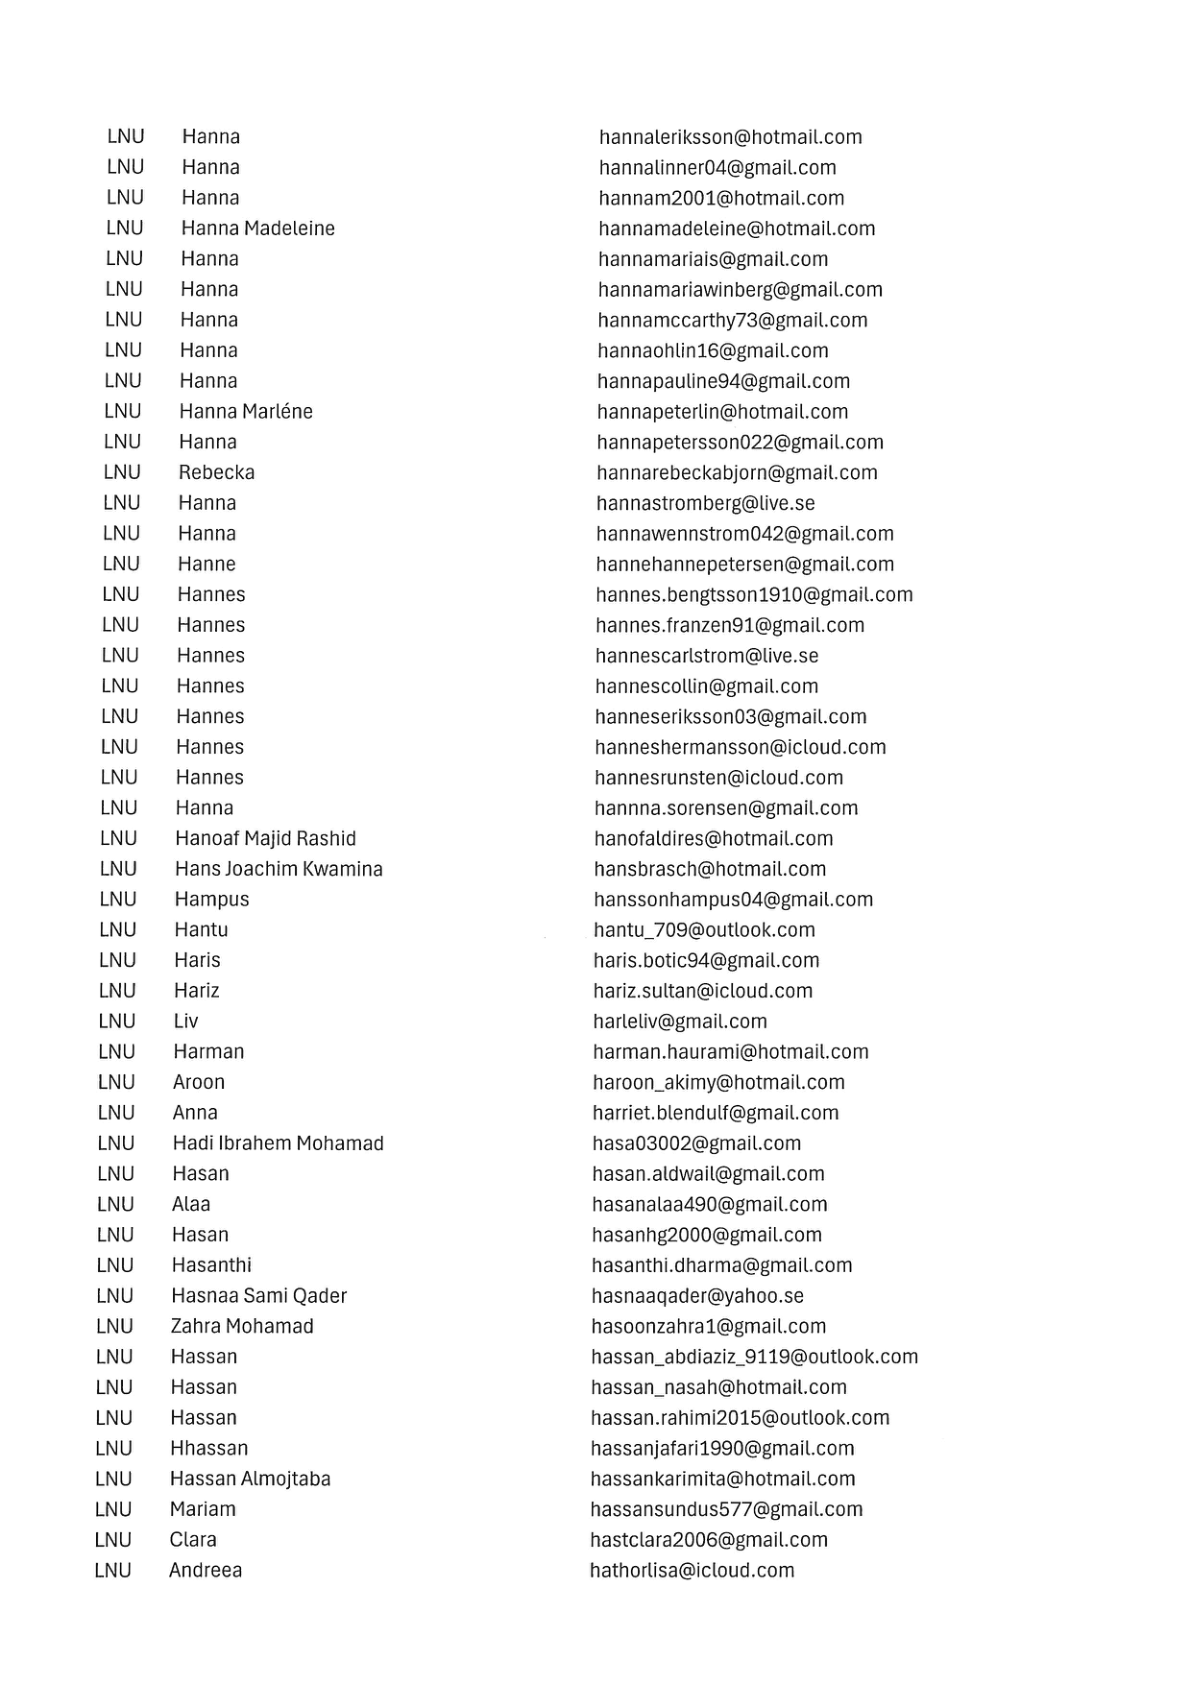 LNU Hanna hannaleriksson@hotmail.com
LNU Hanna hannalinner04@gmail.com
LNU Hanna hannam2001@hotmail.com
LNU Hanna Madeleine hannamadeleine@hotmail.com
LNU Hanna hannamariais@gmail.com
LNU Hanna hannamariawinberg@gmail.com
LNU Hanna hannamccarthy73@gmail.com
LNU Hanna hannaohlin16@gmail.com
LNU Hanna hannapauline94@gmail.com
LNU Hanna Marléne hannapeterlin@hotmail.com
LNU Hanna hannapetersson022@gmail.com
LNU Rebecka hannarebeckabjorn@gmail.com
LNU Hanna hannastromberg@live.se
LNU Hanna hannawennstrom042@gmail.com
LNU Hanne hannehannepetersen@gmail.com
LNU Hannes hannes.bengtsson1910@gmail.com
LNU Hannes hannes.franzen91@gmail.com
LNU Hannes hannescarlstrom@live.se
LNU Hannes hannescollin@gmail.com
LNU Hannes hanneseriksson03@gmail.com
LNU Hannes hanneshermansson@icloud.com
LNU Hannes hannesrunsten@icloud.com
LNU Hanna hannna.sorensen@gmail.com
LNU Hanoaf Majid Rashid hanofaldires@hotmail.com
LNU Hans Joachim Kwamina hansbrasch@hotmail.com
LNU Hampus hanssonhampus04@gmail.com
LNU Hantu hantu_709@outlook.com
LNU Haris haris.botic94@gmail.com
LNU Hariz hariz.sultan@icloud.com
LNU Liv harleliv@gmail.com
LNU Harman harman.haurami@hotmail.com
LNU Aroon haroon_akimy@hotmail.com
LNU Anna harriet.blendulf@gmail.com
LNU Hadi Ibrahem Mohamad hasa03002@gmail.com
LNU Hasan hasan.aldwail@gmail.com
LNU Alaa hasanalaa490@gmail.com
LNU Hasan hasanhg2000@gmail.com
LNU Hasanthi hasanthi.dharma@gmail.com
LNU Hasnaa Sami Qader hasnaaqader@yahoo.se
LNU Zahra Mohamad hasoonzahra1@gmail.com
LNU Hassan hassan_abdiaziz_9119@outlook.com
LNU Hassan hassan_nasah@hotmail.com
LNU Hassan hassan.rahimi2015@outlook.com
LNU Hhassan hassanjafari1990@gmail.com
LNU Hassan Almojtaba hassankarimita@hotmail.com
LNU Mariam hassansundus577@gmail.com
LNU Clara hastclara2006@gmail.com
LNU Andreea hathorlisa@icloud.com